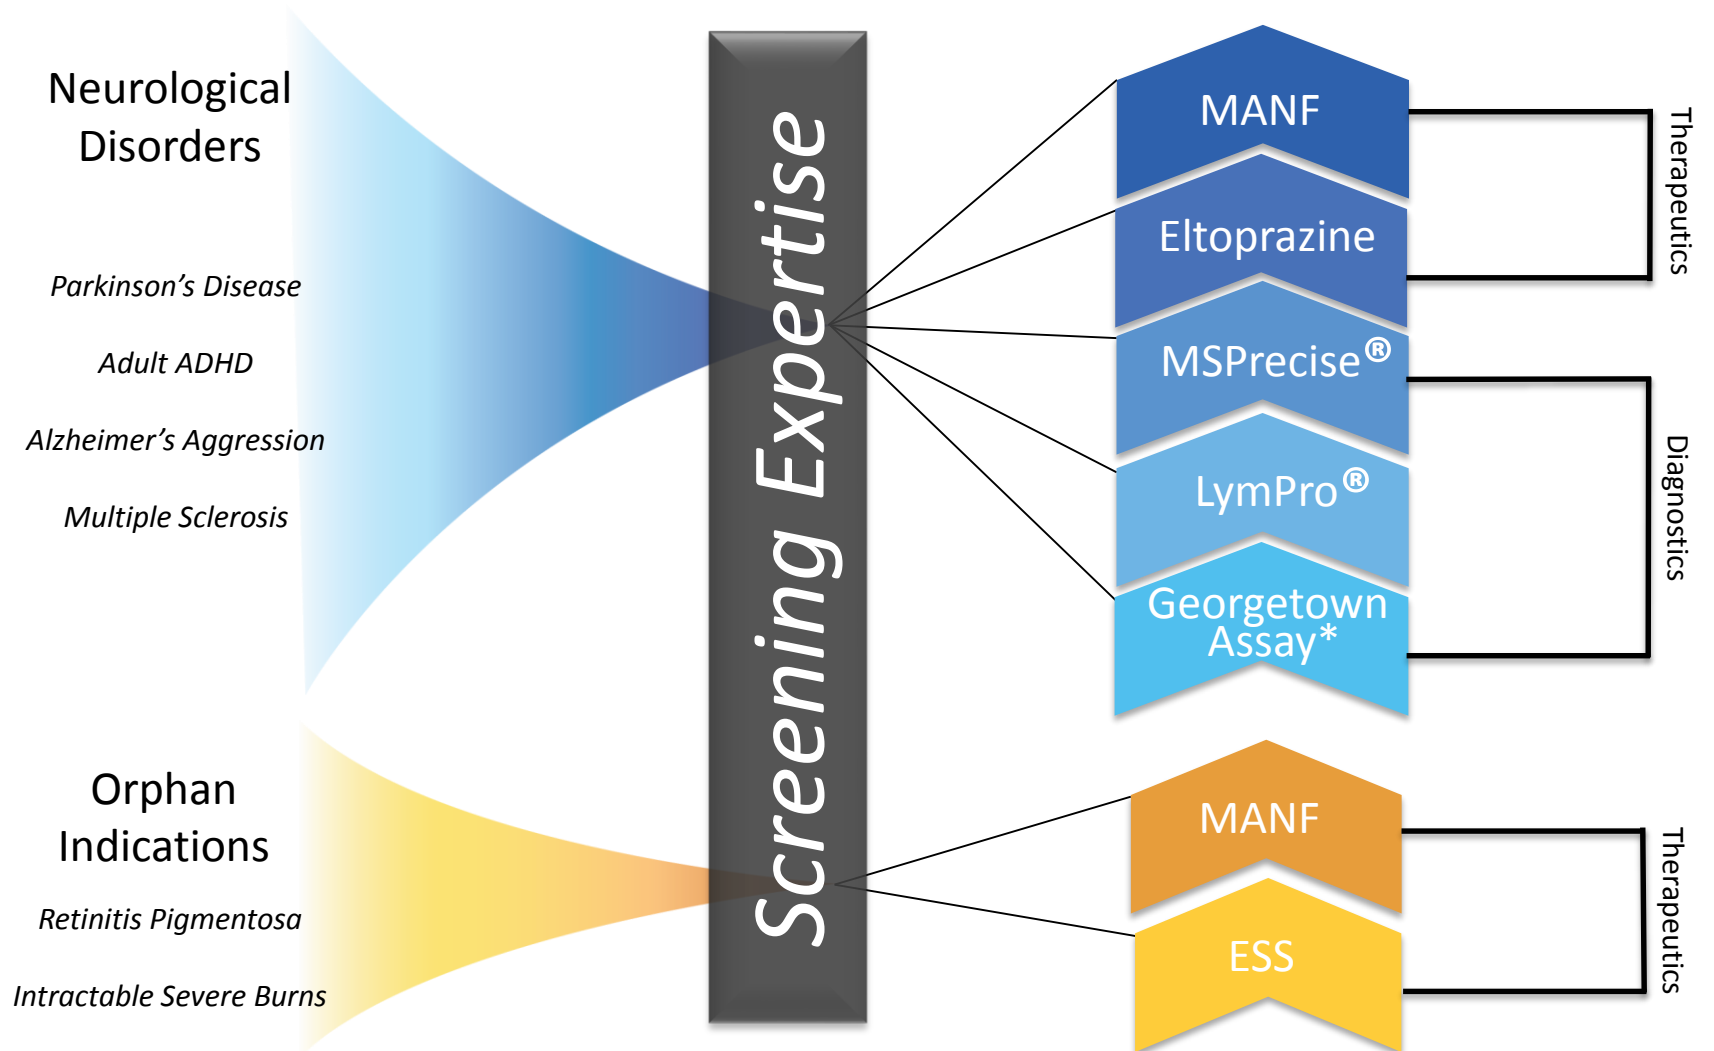 Neurological
Disorders
Parkinson’s Disease
Adult ADHD
Alzheimer’s Aggression
Multiple Sclerosis
Orphan
Indications
Retinitis Pigmentosa
Intractable Severe Burns
Screening Expertise
MANF
Eltoprazine
MSPrecise®
LymPro®
Georgetown
Assay*
MANF
ESS
Therapeutics
Diagnostics
Therapeutics